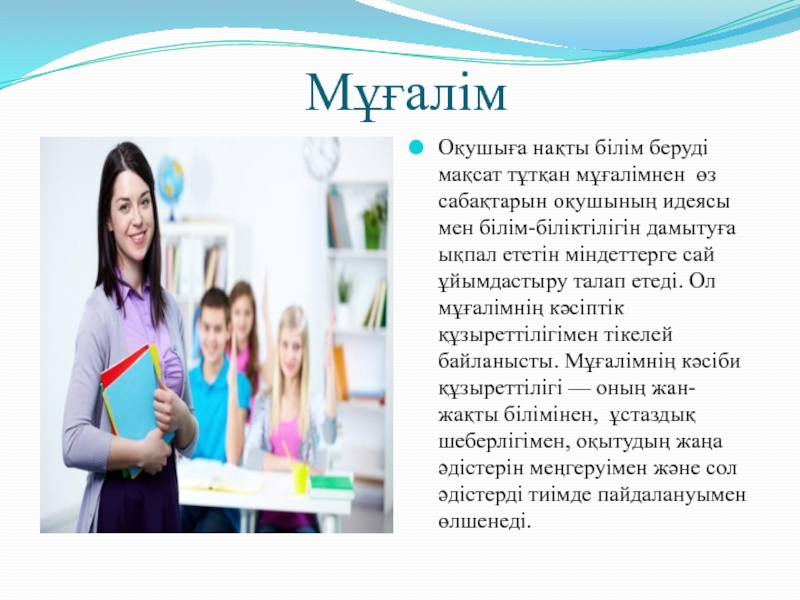 Мұғалім
Оқушыға нақты білім беруді
мақсат тұтқан мұғалімнен өз
сабақтарын оқушының идеясы
мен білім-біліктілігін дамытуға
ықпал ететін міндеттерге сай
ұйымдастыру талап етеді. Ол
мұғалімнің кәсіптік
құзыреттілігімен тікелей
байланысты. Мұғалімнің кәсіби
құзыреттілігі — оның жан-
жақты білімінен, ұстаздық
шеберлігімен, оқытудың жаңа
әдістерін меңгеруімен және сол
әдістерді тиімде пайдалануымен
өлшенеді.